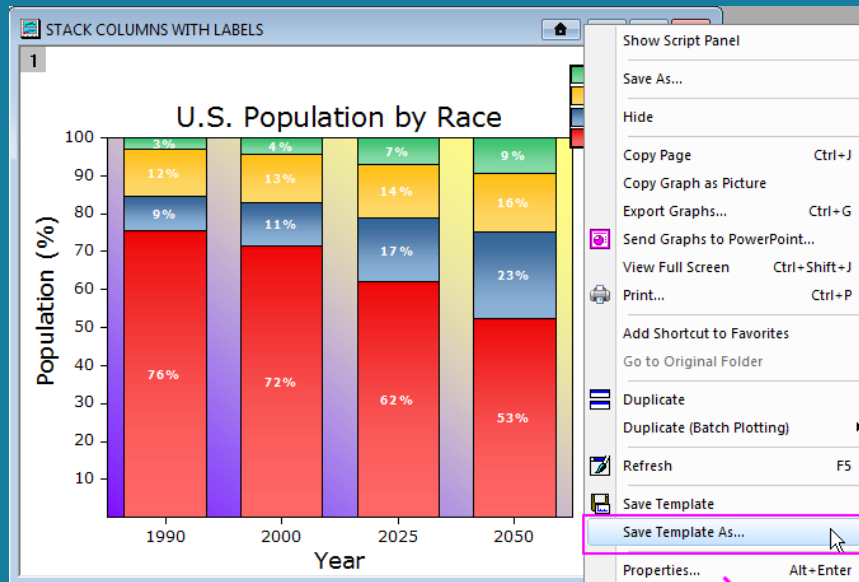 STACK COLUMNS WITH LABELS
1
U.S. Population by Race
100
90
80
70
60
50
40
30
20
10
Population (%)
3%
4%
7%
9%
12%
13%
14%
16%
9%
11%
17%
23%
76%
72%
62%
53%
1990
2000
2025
2050
Year
Show Script Panel
Save As...
Hide
Copy Page Ctrl+J
Copy Graph as Picture
Export Graphs... Ctrl+G
Send Graphs to PowerPoint...
View Full Screen Ctrl+Shift+J
Print... Ctrl+P
Add Shortcut to Favorites
Go to Original Folder
Duplicate
Duplicate (Batch Plotting)
Refresh F5
Save Template
Save Template As...
Properties... Alt+Enter